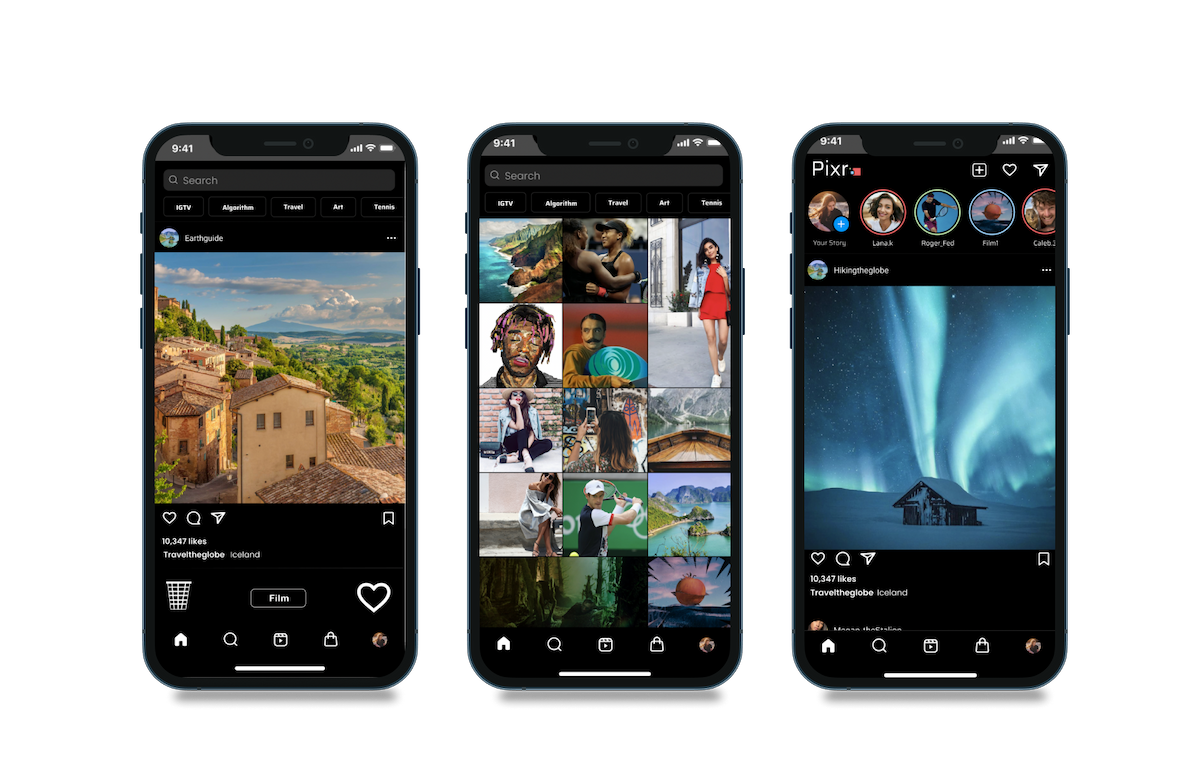 9:41
Search
IGTV
Algorithm
Travel
Art
Tennis
Earthguide
10,347 likes
Traveltheglobe Iceland
Film
9:41
Search
IGTV
Algorithm
Travel
Art
Tennis
9:41
Pixr
Your Story
Lana.k
Roger_Fed
Film1
Caleb.J
Hikingtheglobe
10,347 likes
Traveltheglobe Iceland